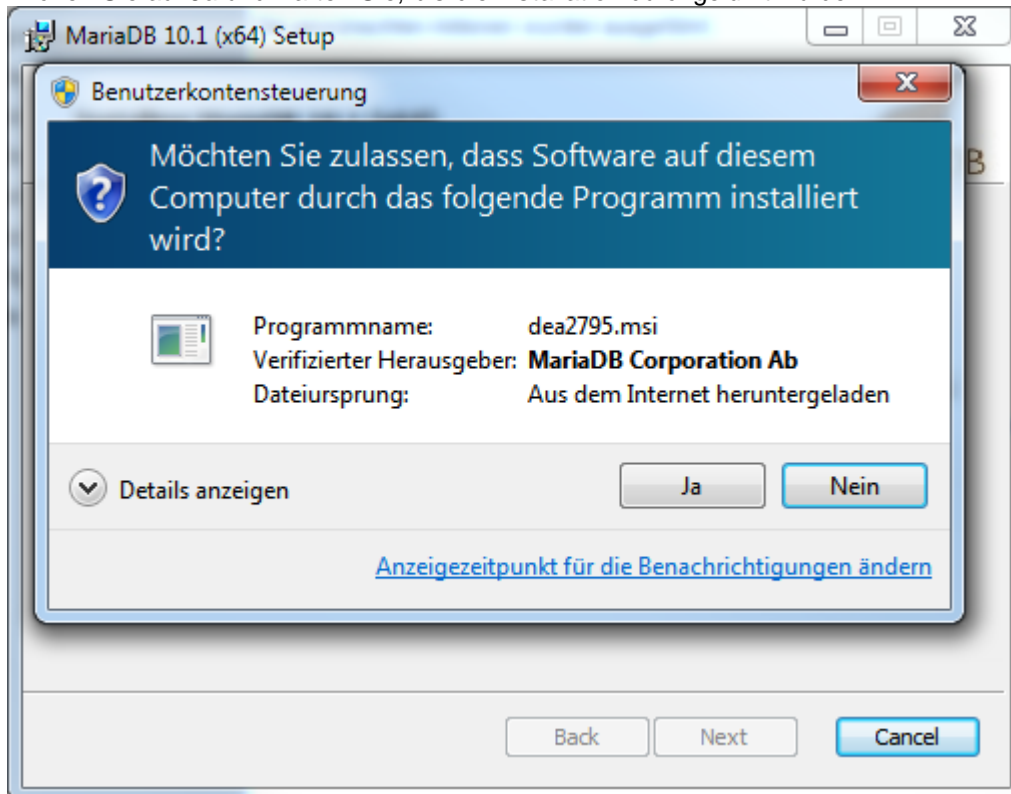 MariaDB 10.1 (x64) Setup
Benutzerkontensteuerung
Möchten Sie zulassen, dass Software auf diesem
Computer durch das folgende Programm installiert
wird?
B
Programmname: dea2795.msi
Verifizierter Herausgeber: MariaDB Corporation Ab
Dateiursprung: Aus dem Internet heruntergeladen
Details anzeigen
Ja
Nein
Anzeigezeitpunkt für die Benachrichtigungen ändern
Back
Next
Cancel